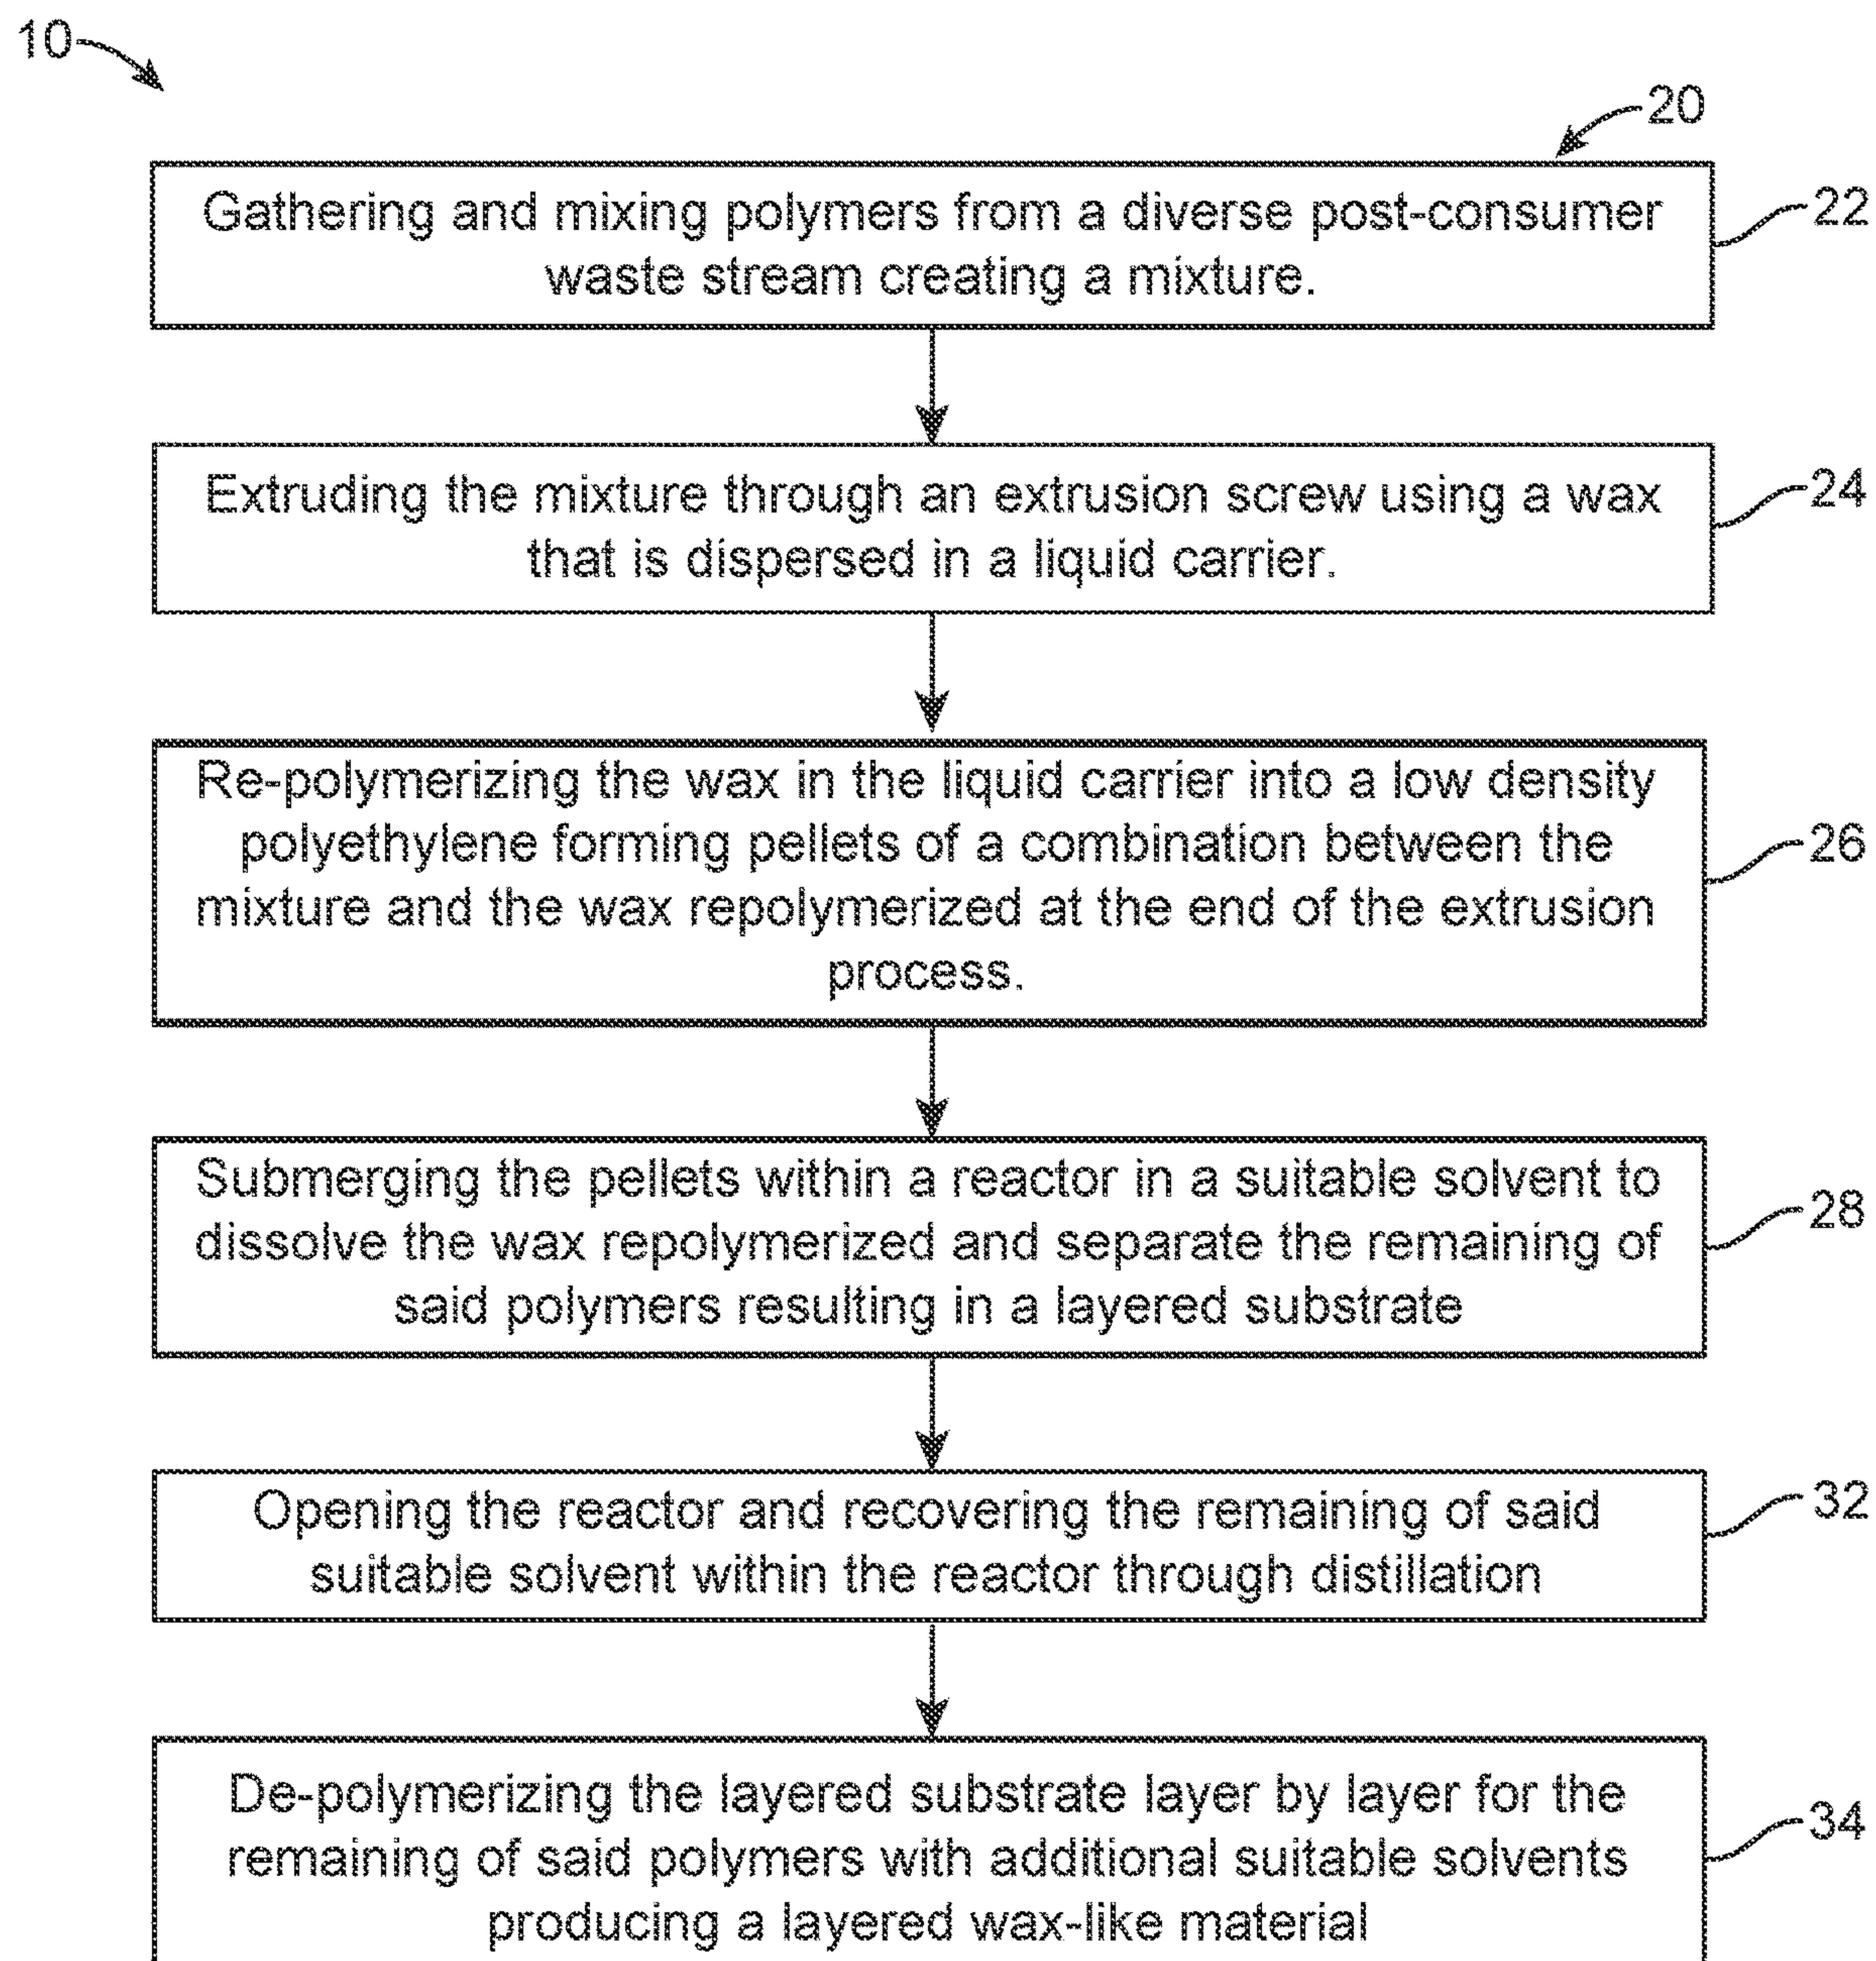 10
20
Gathering and mixing polymers from a diverse post-consumer
waste stream creating a mixture.
22
Extruding the mixture through an extrusion screw using a wax
that is dispersed in a liquid carrier.
24
Re-polymerizing the wax in the liquid carrier into a low density
polyethylene forming pellets of a combination between the
mixture and the wax repolymerized at the end of the extrusion
process.
26
Submerging the pellets within a reactor in a suitable solvent to
dissolve the wax repolymerized and separate the remaining of
said polymers resulting in a layered substrate
28
Opening the reactor and recovering the remaining of said
suitable solvent within the reactor through distillation
32
De-polymerizing the layered substrate layer by layer for the
remaining of said polymers with additional suitable solvents
producing a layered wax-like material
34